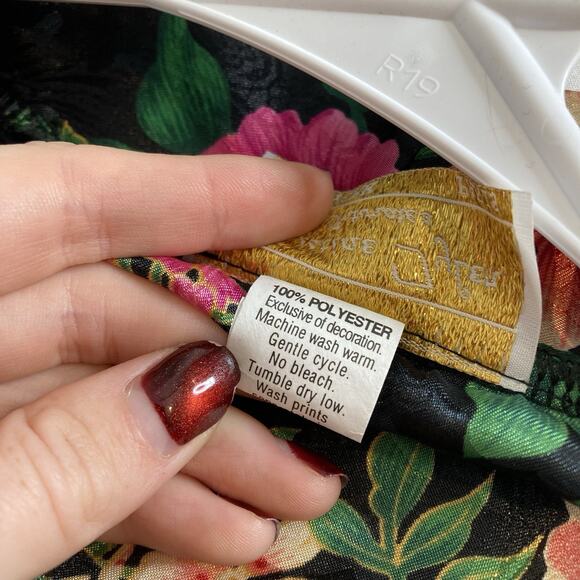 R19
100% POLYESTER
Exclusive of decoration.
Machine wash warm.
Gentle cycle.
No bleach.
Tumble dry low.
Wash prints